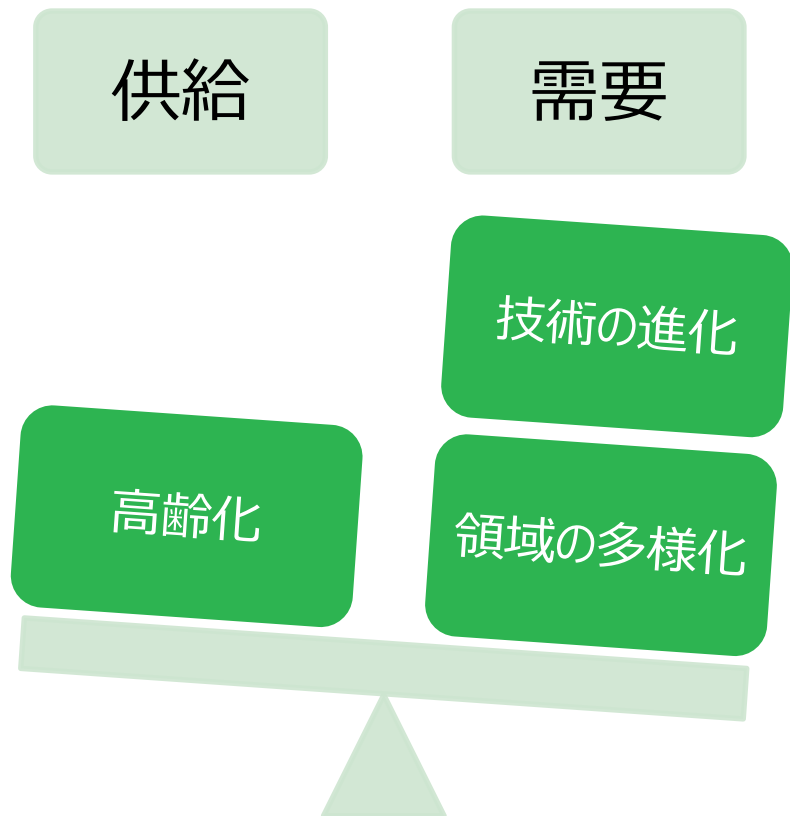 供給
需要
技術の進化
高齢化
領域の多様化